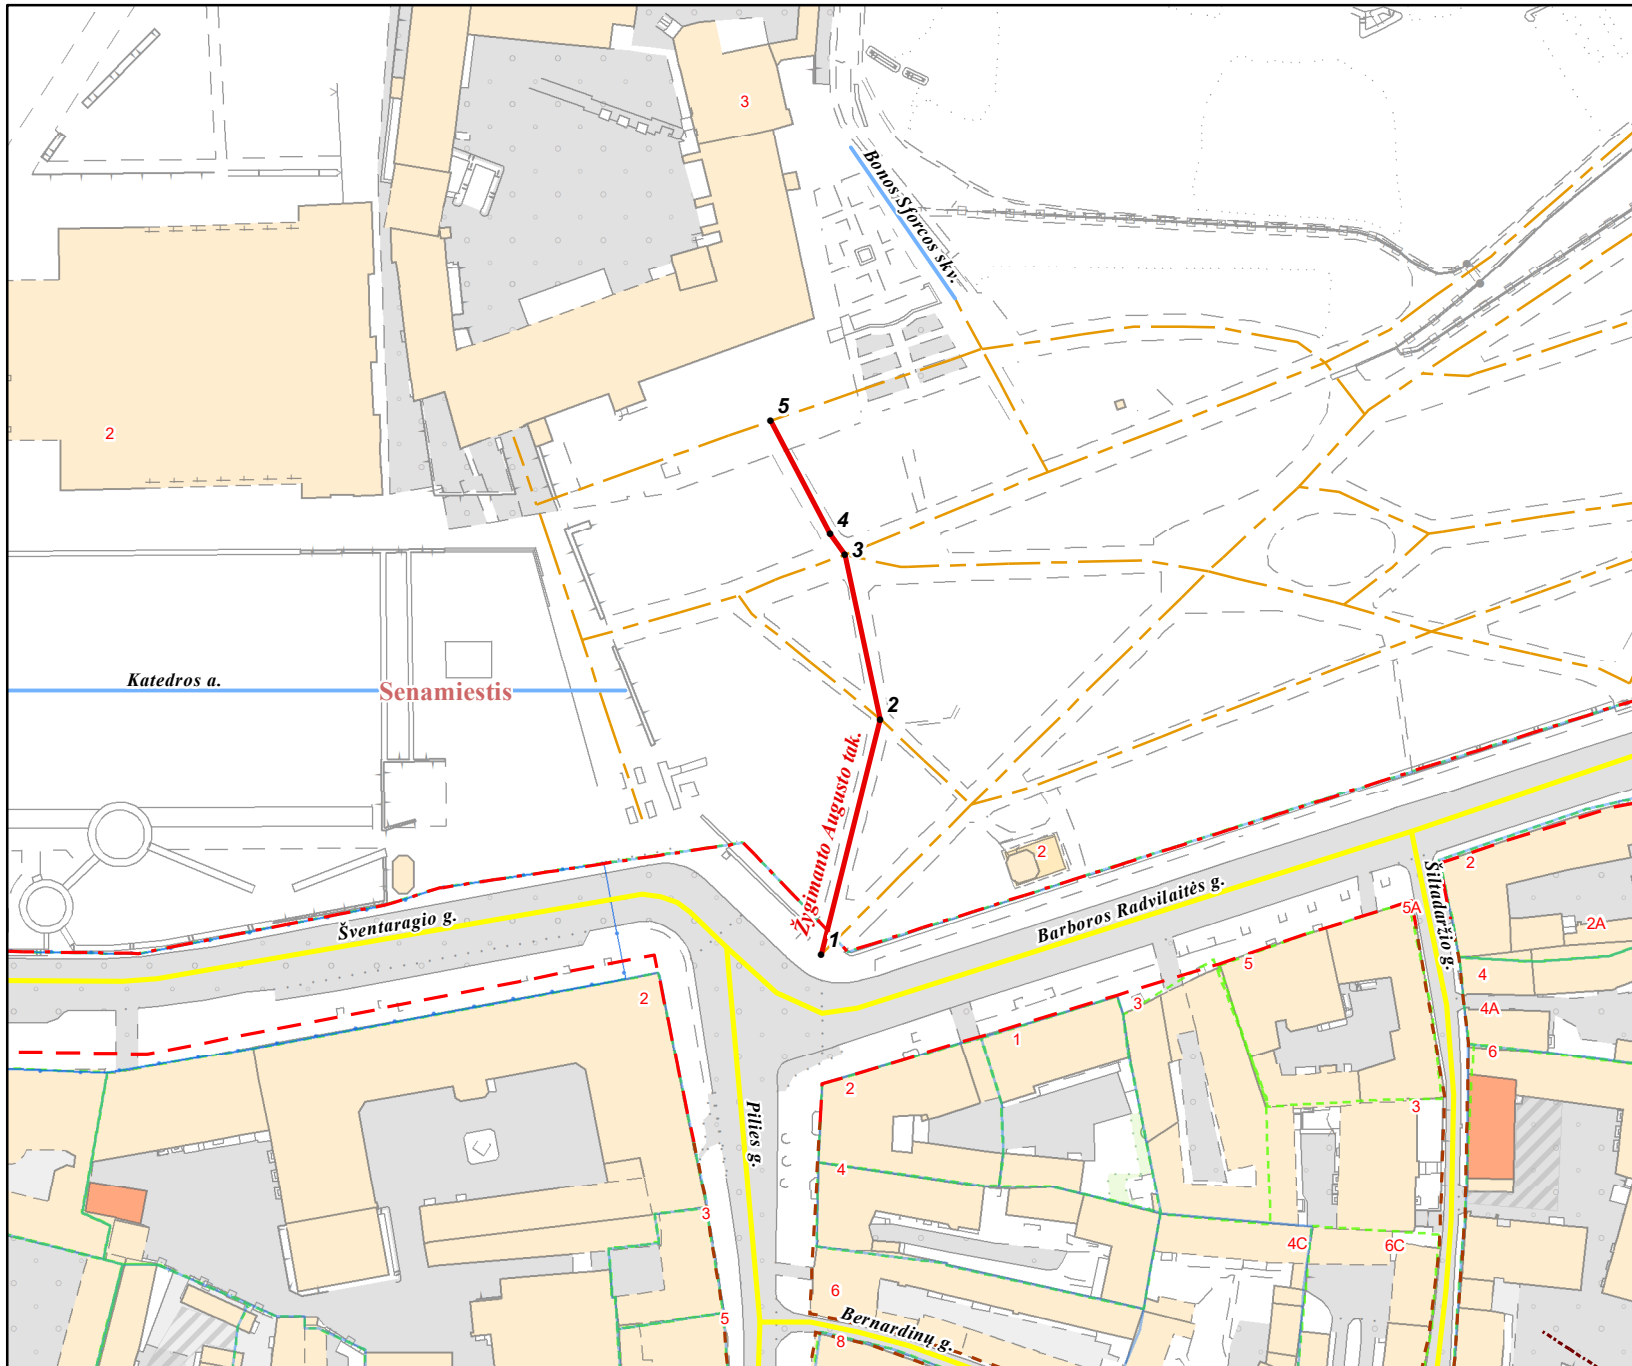 3
Bonos Sforcos skv.
5
2
4
3
Katedros a.
Senamiestis
2
Žygimanto Augusto tak.
1
2
Šventaragio g.
Barboros Radvilaitės g.
Šiltadaržio g.
2
5A
2A
5
4
2
3
4A
1
6
2
3
Pilies g.
4
3
4C
6C
6
5
Bernardinų g.
8